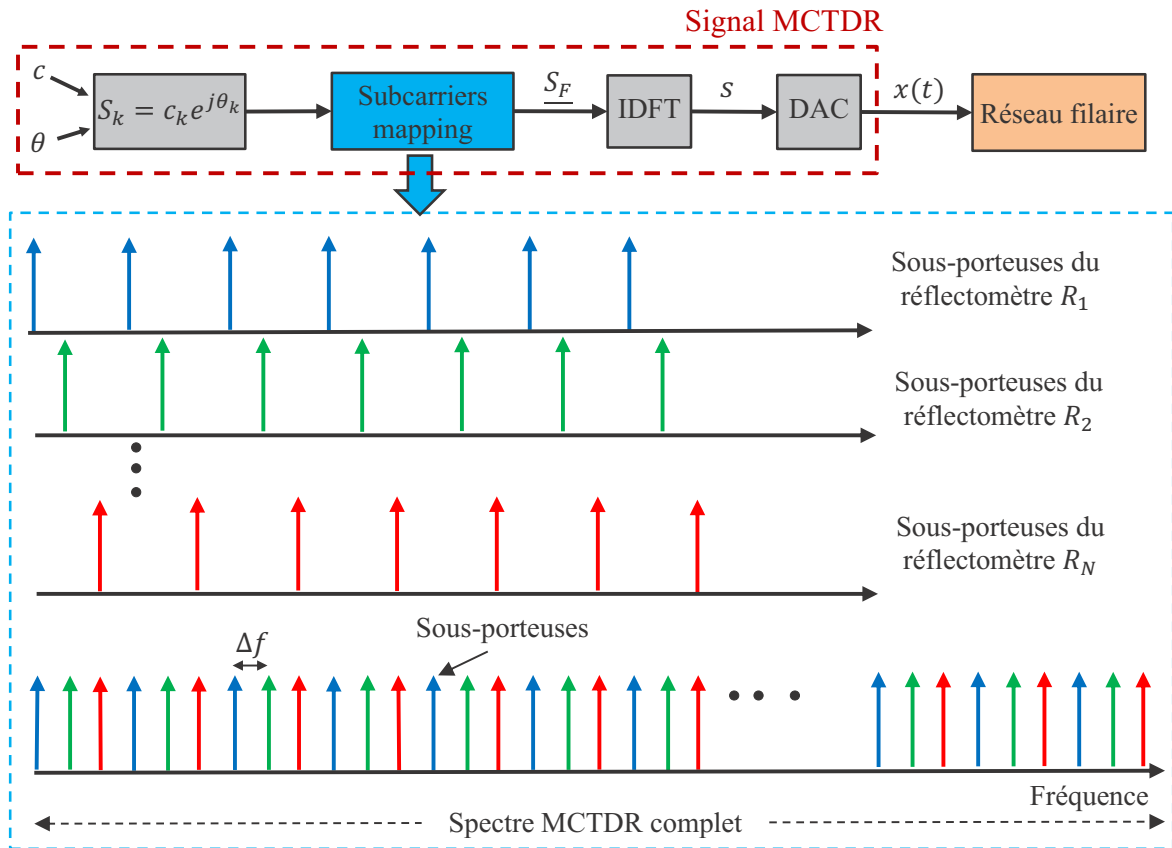 Signal MCTDR
c
θ
S_k = c_k e^{jθ_k}
Subcarriers
mapping
S_F
IDFT
s
DAC
x(t)
Réseau filaire
Sous-porteuses du
réflectomètre R_1
Sous-porteuses du
réflectomètre R_2
Sous-porteuses du
réflectomètre R_N
Sous-porteuses
Δf
Fréquence
Spectre MCTDR complet